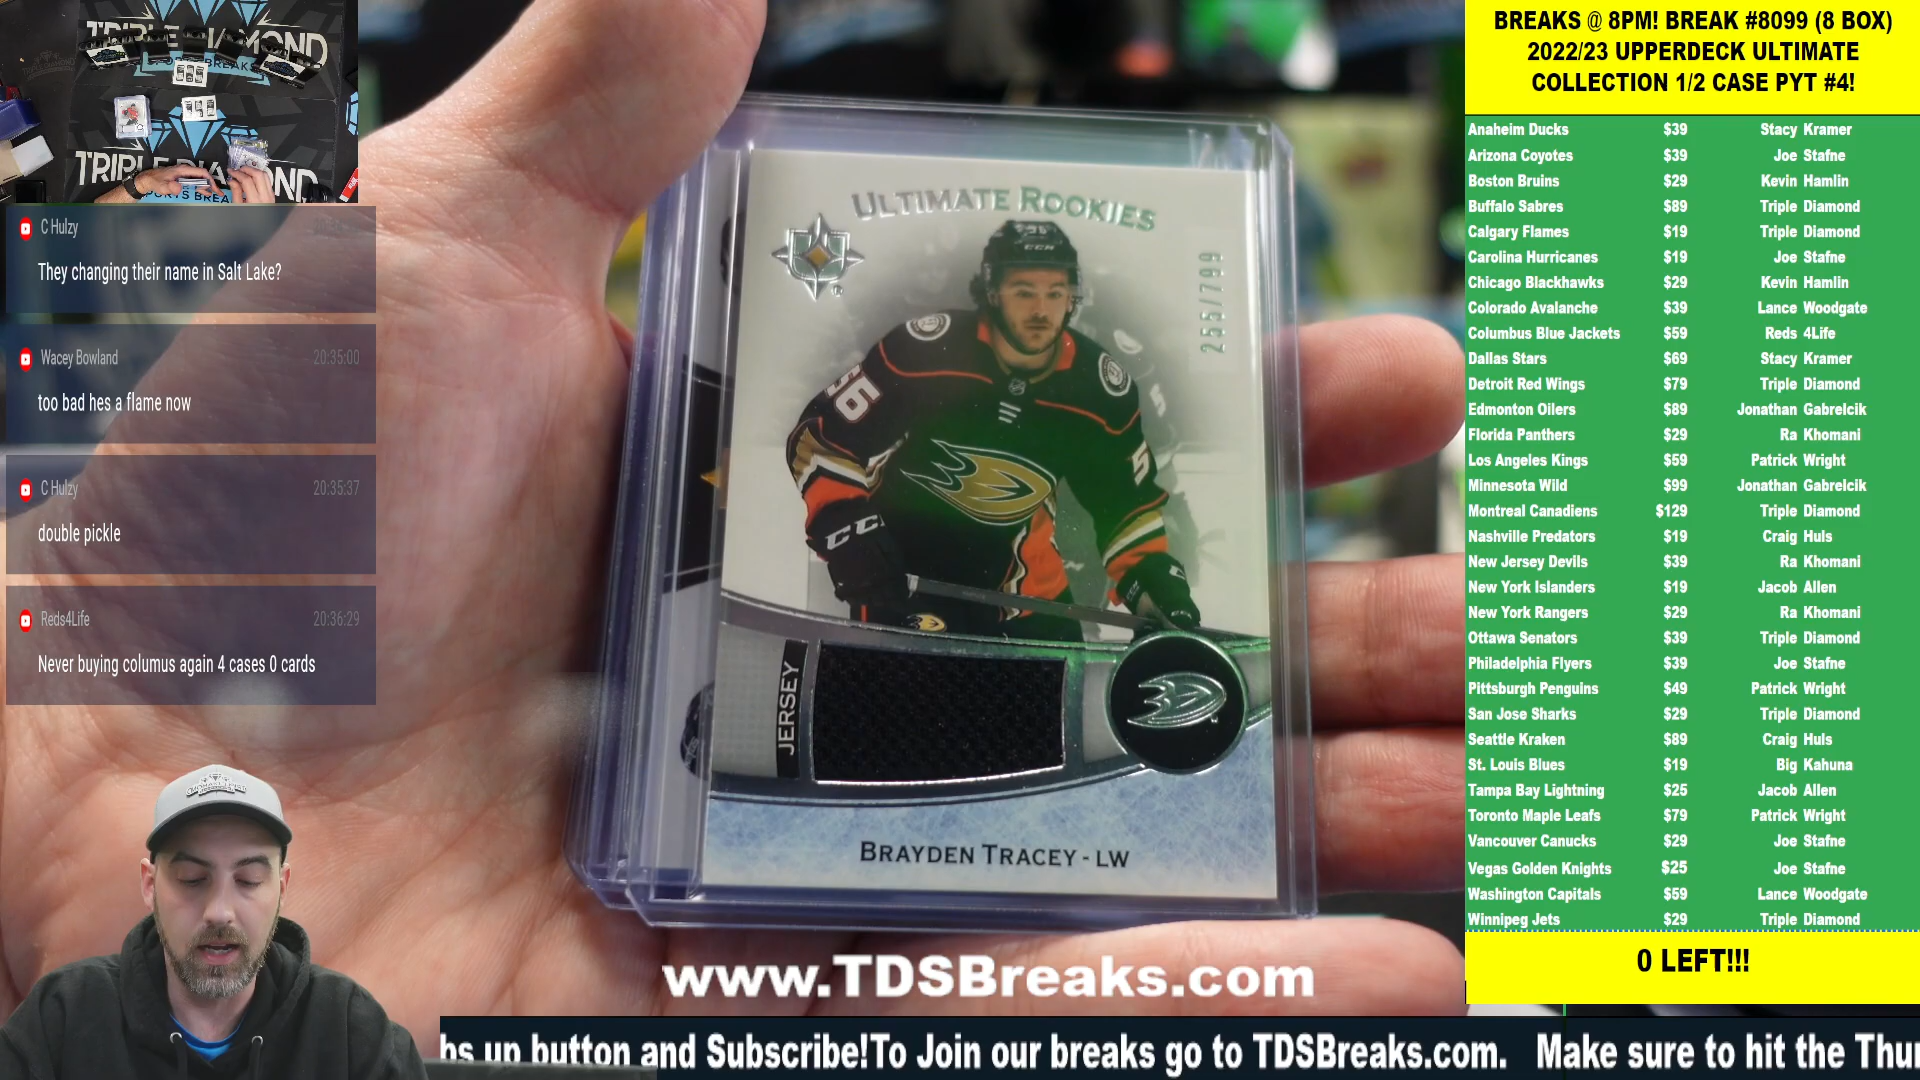 TRIPLE DIAMOND
SPORTS BREAKS
C Hulzy
They changing their name in Salt Lake?
Wacey Bowland 20:35:00
too bad hes a flame now
C Hulzy 20:35:37
double pickle
Reds4Life 20:36:29
Never buying columus again 4 cases 0 cards
ULTIMATE ROOKIES
255/799
CCM
56
5
CCM
JERSEY
BRAYDEN TRACEY - LW
www.TDSBreaks.com
bs up button and Subscribe!To Join our breaks go to TDSBreaks.com. Make sure to hit the Thu
BREAKS @ 8PM! BREAK #8099 (8 BOX)
2022/23 UPPERDECK ULTIMATE
COLLECTION 1/2 CASE PYT #4!
Anaheim Ducks $39 Stacy Kramer
Arizona Coyotes $39 Joe Stafne
Boston Bruins $29 Kevin Hamlin
Buffalo Sabres $89 Triple Diamond
Calgary Flames $19 Triple Diamond
Carolina Hurricanes $19 Joe Stafne
Chicago Blackhawks $29 Kevin Hamlin
Colorado Avalanche $39 Lance Woodgate
Columbus Blue Jackets $59 Reds 4Life
Dallas Stars $69 Stacy Kramer
Detroit Red Wings $79 Triple Diamond
Edmonton Oilers $89 Jonathan Gabrelcik
Florida Panthers $29 Ra Khomani
Los Angeles Kings $59 Patrick Wright
Minnesota Wild $99 Jonathan Gabrelcik
Montreal Canadiens $129 Triple Diamond
Nashville Predators $19 Craig Huls
New Jersey Devils $39 Ra Khomani
New York Islanders $19 Jacob Allen
New York Rangers $29 Ra Khomani
Ottawa Senators $39 Triple Diamond
Philadelphia Flyers $39 Joe Stafne
Pittsburgh Penguins $49 Patrick Wright
San Jose Sharks $29 Triple Diamond
Seattle Kraken $89 Craig Huls
St. Louis Blues $19 Big Kahuna
Tampa Bay Lightning $25 Jacob Allen
Toronto Maple Leafs $79 Patrick Wright
Vancouver Canucks $29 Joe Stafne
Vegas Golden Knights $25 Joe Stafne
Washington Capitals $59 Lance Woodgate
Winnipeg Jets $29 Triple Diamond
0 LEFT!!!